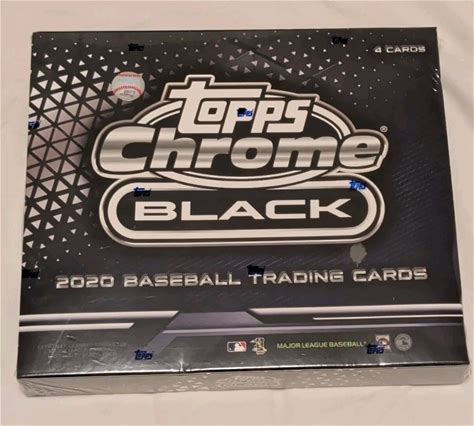 4 CARDS
topps
Chrome®
BLACK
2020 BASEBALL TRADING CARDS
MAJOR LEAGUE BASEBALL